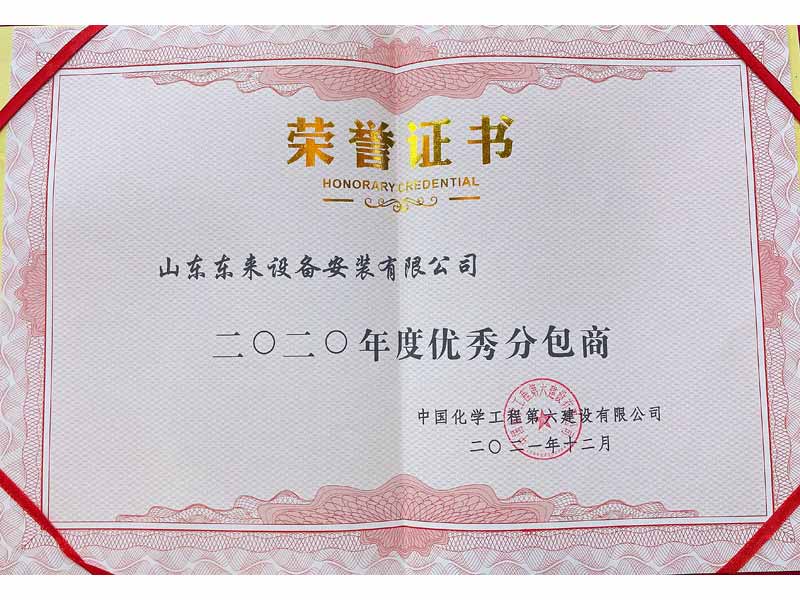 荣誉证书
HONORARY CREDENTIAL
山东东来设备安装有限公司
二〇二〇年度优秀分包商
中国化学工程第六建设有限公司
二〇二一年十二月